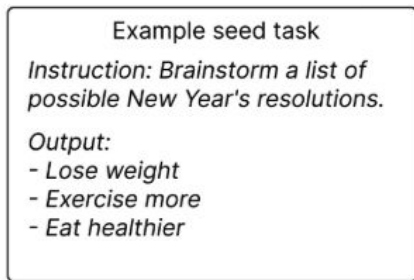 Example seed task
Instruction: Brainstorm a list of
possible New Year's resolutions.
Output:
- Lose weight
- Exercise more
- Eat healthier